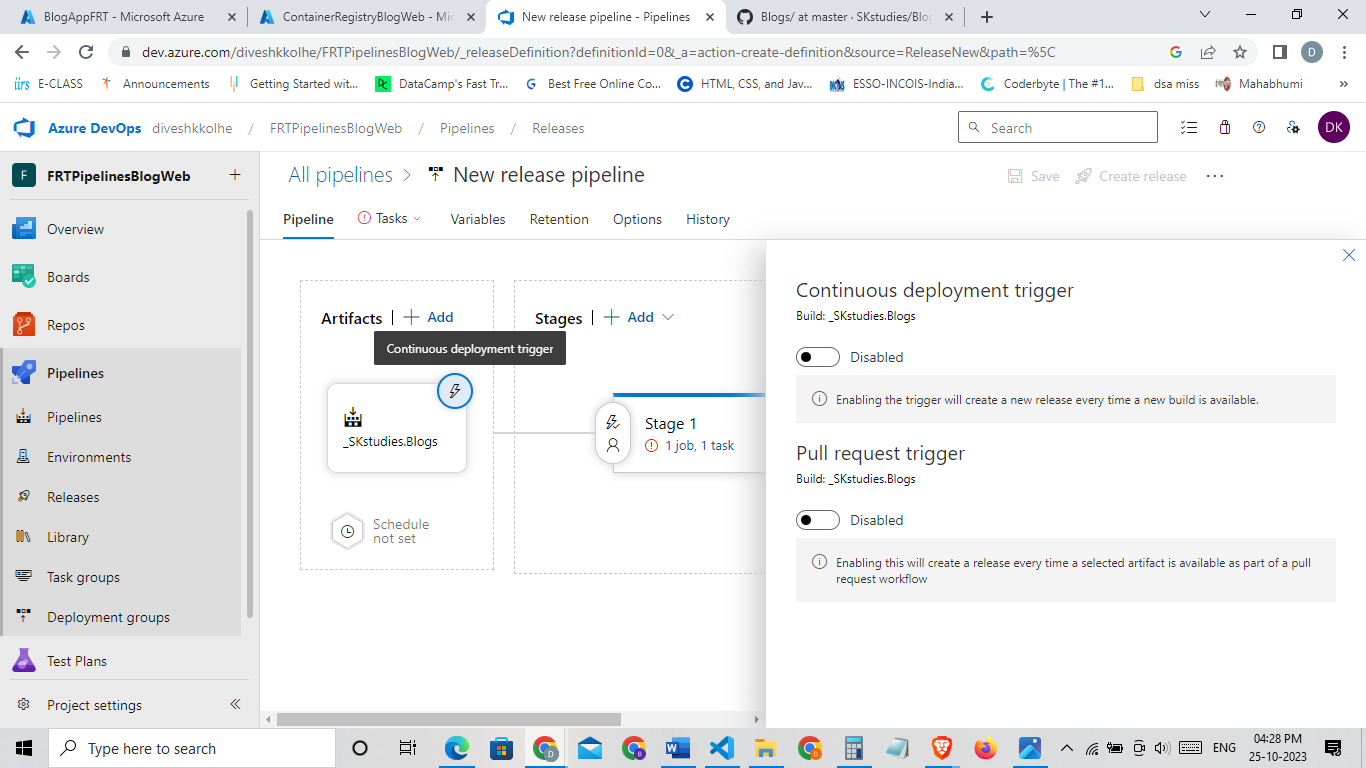 BlogAppFRT - Microsoft Azure
ContainerRegistryBlogWeb - Mic
New release pipeline - Pipelines
Blogs/ at master · SKstudies/Blog
dev.azure.com/diveshkkolhe/FRTPipelinesBlogWeb/_releaseDefinition?definitionId=0&_a=action-create-definition&source=ReleaseNew&path=%5C
D
E-CLASS
Announcements
Getting Started wit...
DataCamp's Fast Tr...
Best Free Online Co...
HTML, CSS, and Jav...
ESSO-INCOIS-India...
Coderbyte | The #1...
dsa miss
Mahabhumi
»
Azure DevOps diveshkkolhe / FRTPipelinesBlogWeb / Pipelines / Releases
Search
DK
F FRTPipelinesBlogWeb +
Overview
Boards
Repos
Pipelines
Pipelines
Environments
Releases
Library
Task groups
Deployment groups
Test Plans
Project settings
All pipelines > New release pipeline
Save
Create release
...
Pipeline
Tasks
Variables
Retention
Options
History
Artifacts | + Add
Stages | + Add
Continuous deployment trigger
_SKstudies.Blogs
Schedule
not set
Stage 1
1 job, 1 task
Continuous deployment trigger
Build: _SKstudies.Blogs
Disabled
Enabling the trigger will create a new release every time a new build is available.
Pull request trigger
Build: _SKstudies.Blogs
Disabled
Enabling this will create a release every time a selected artifact is available as part of a pull
request workflow
Type here to search
ENG
04:28 PM
25-10-2023